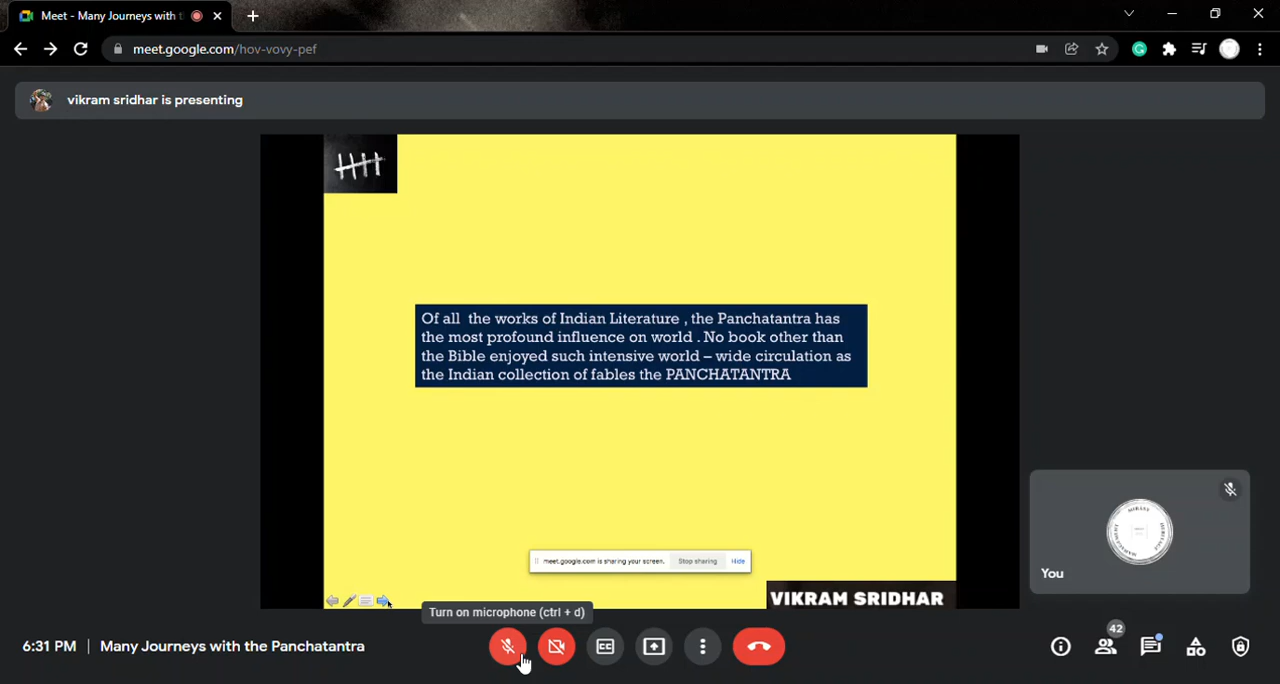 Meet - Many Journeys with
meet.google.com/hov-vovy-pef
vikram sridhar is presenting
Of all the works of Indian Literature , the Panchatantra has
the most profound influence on world . No book other than
the Bible enjoyed such intensive world – wide circulation as
the Indian collection of fables the PANCHATANTRA
meet.google.com is sharing your screen. Stop sharing Hide
VIKRAM SRIDHAR
You
Turn on microphone (ctrl + d)
42
6:31 PM | Many Journeys with the Panchatantra
CC